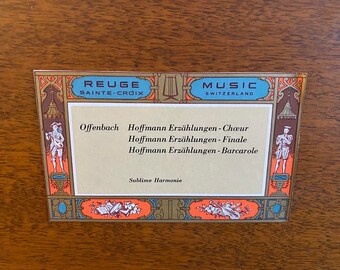 REUGE MUSIC
SAINTE-CROIX SWITZERLAND
Offenbach Hoffmann Erzählungen - Chœur
Hoffmann Erzählungen - Finale
Hoffmann Erzählungen - Barcarole
Sublime Harmonie